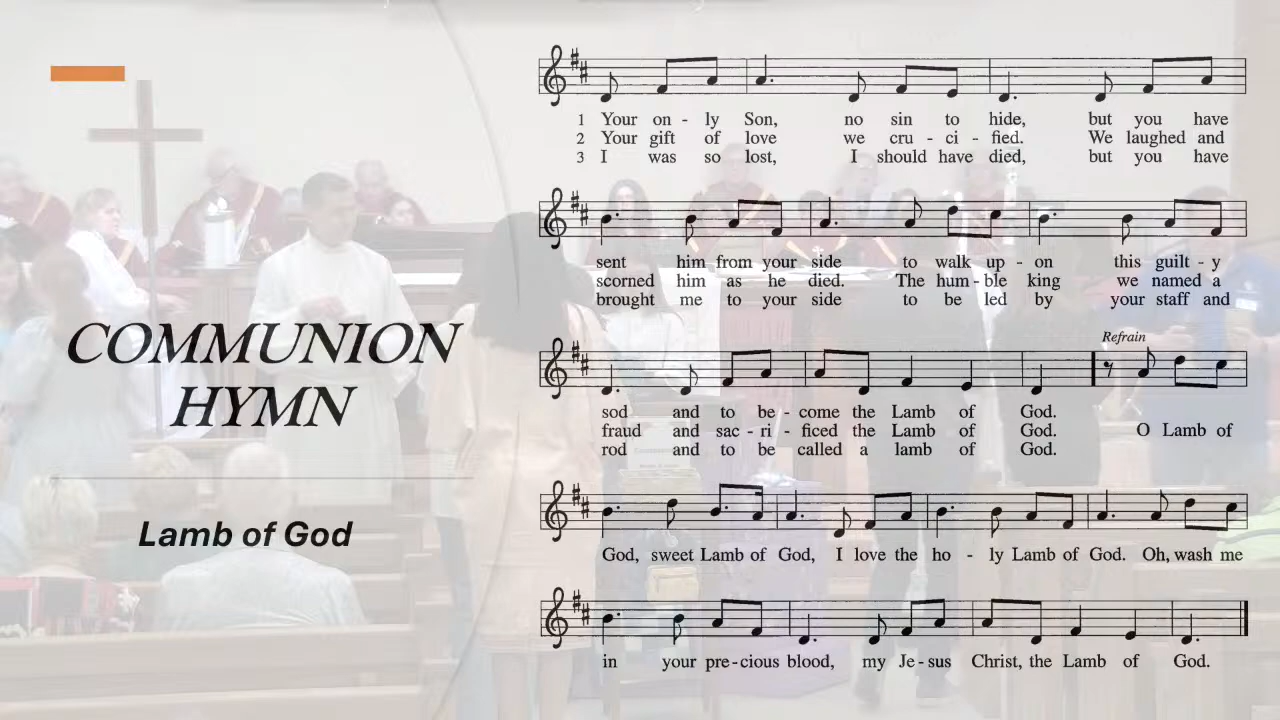 COMMUNION
HYMN
Lamb of God
1 Your on - ly Son, no sin to hide, but you have
2 Your gift of love we cru - ci - fied. We laughed and
3 I was so lost, I should have died, but you have
sent him from your side to walk up - on this guilt - y
scorned him as he died. The hum - ble king we named a
brought me to your side to be led by your staff and
Refrain
sod and to be - come the Lamb of God.
fraud and sac - ri - ficed the Lamb of God. O Lamb of
rod and to be called a lamb of God.
God, sweet Lamb of God, I love the ho - ly Lamb of God. Oh, wash me
in your pre - cious blood, my Je - sus Christ, the Lamb of God.